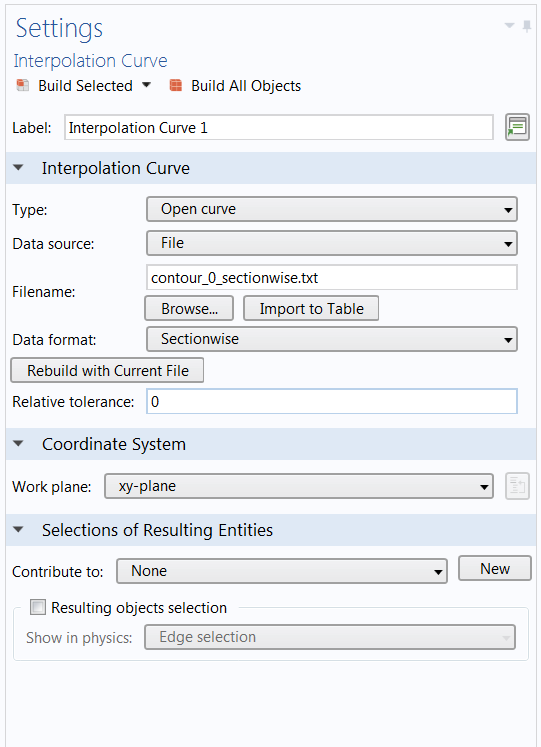 Settings
Interpolation Curve
Build Selected Build All Objects
Label: Interpolation Curve 1
Interpolation Curve
Type: Open curve
Data source: File
Filename: contour_0_sectionwise.txt
Browse... Import to Table
Data format: Sectionwise
Rebuild with Current File
Relative tolerance: 0
Coordinate System
Work plane: xy-plane
Selections of Resulting Entities
Contribute to: None New
Resulting objects selection
Show in physics: Edge selection